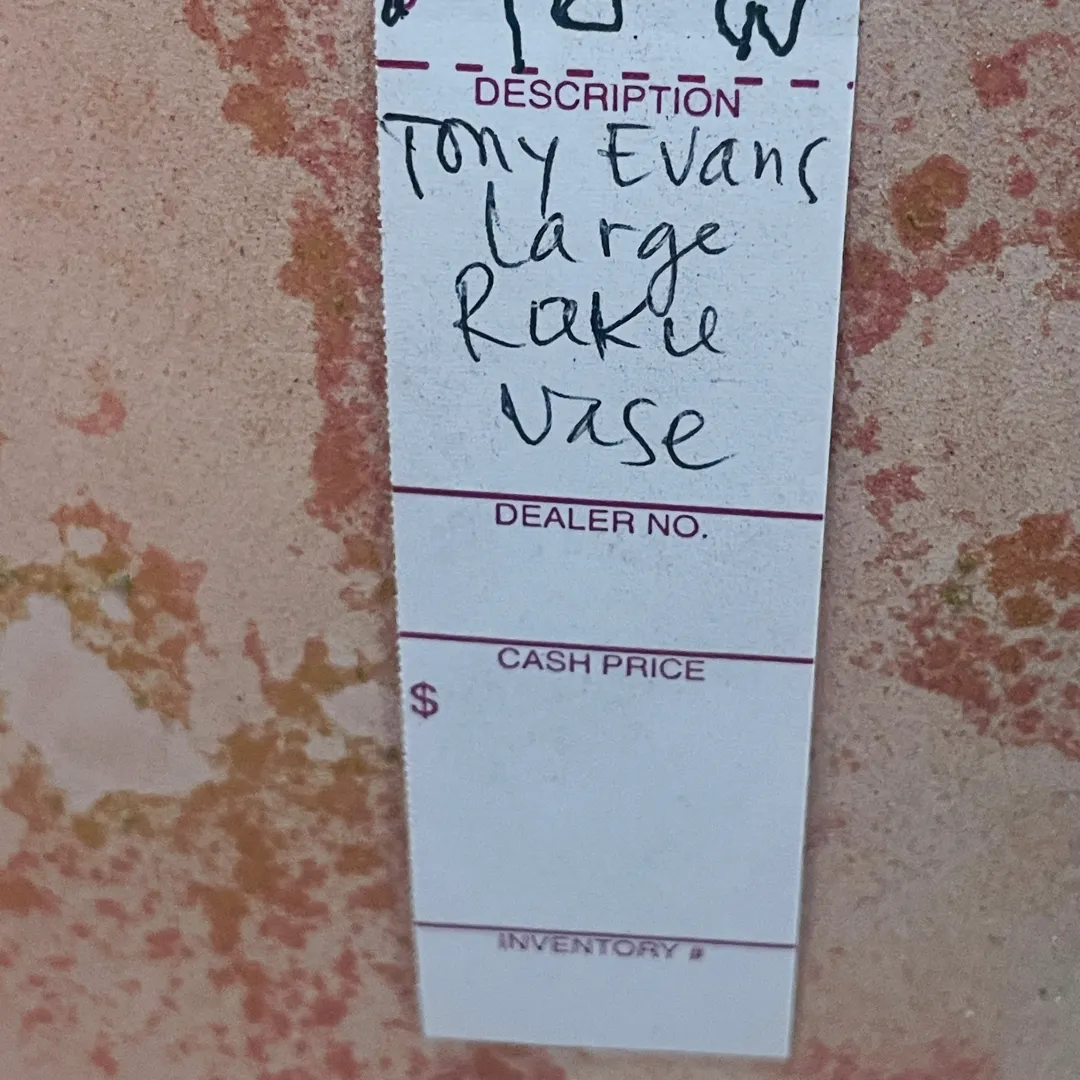 DESCRIPTION
Tony Evans
Large
Raku
Vase
DEALER NO.
CASH PRICE
$
INVENTORY #